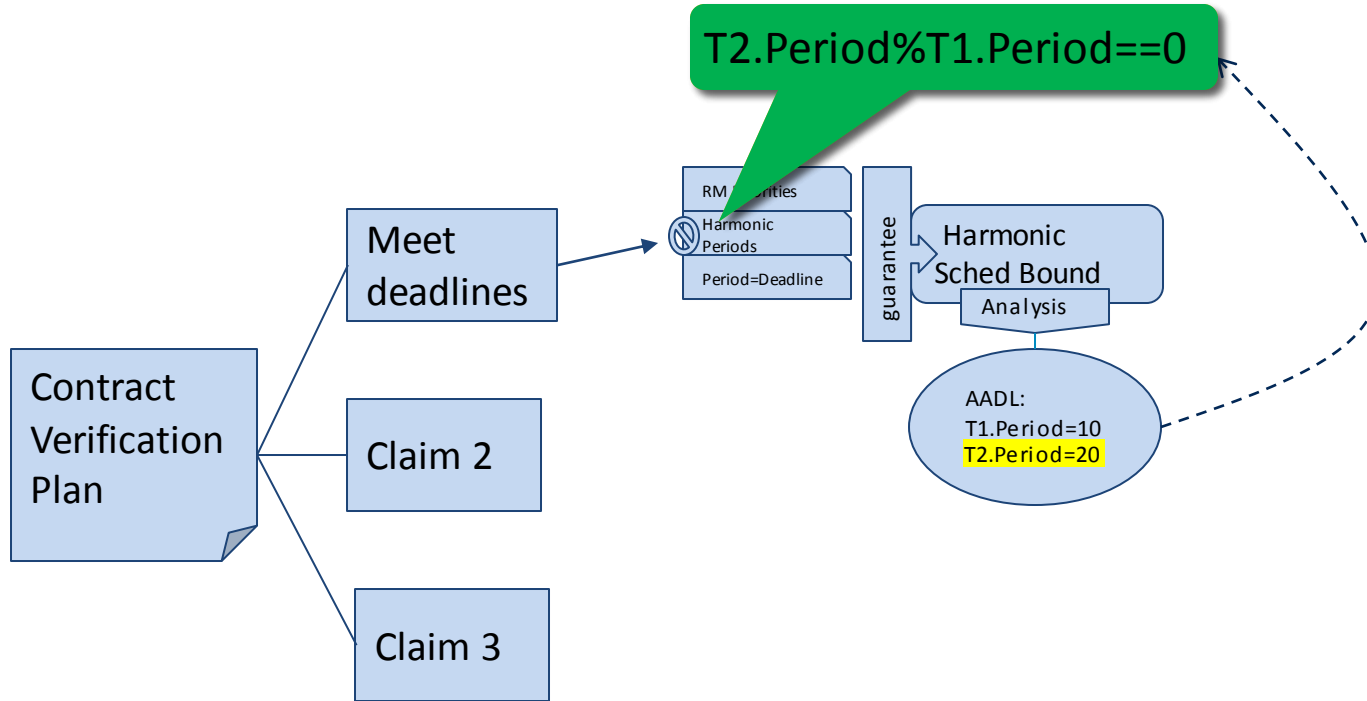 T2.Period%T1.Period==0
RM
Harmonic
Periods
Period=Deadline
guarantee
Harmonic
Sched Bound
Analysis
AADL:
T1.Period=10
T2.Period=20
Meet
deadlines
Contract
Verification
Plan
Claim 2
Claim 3